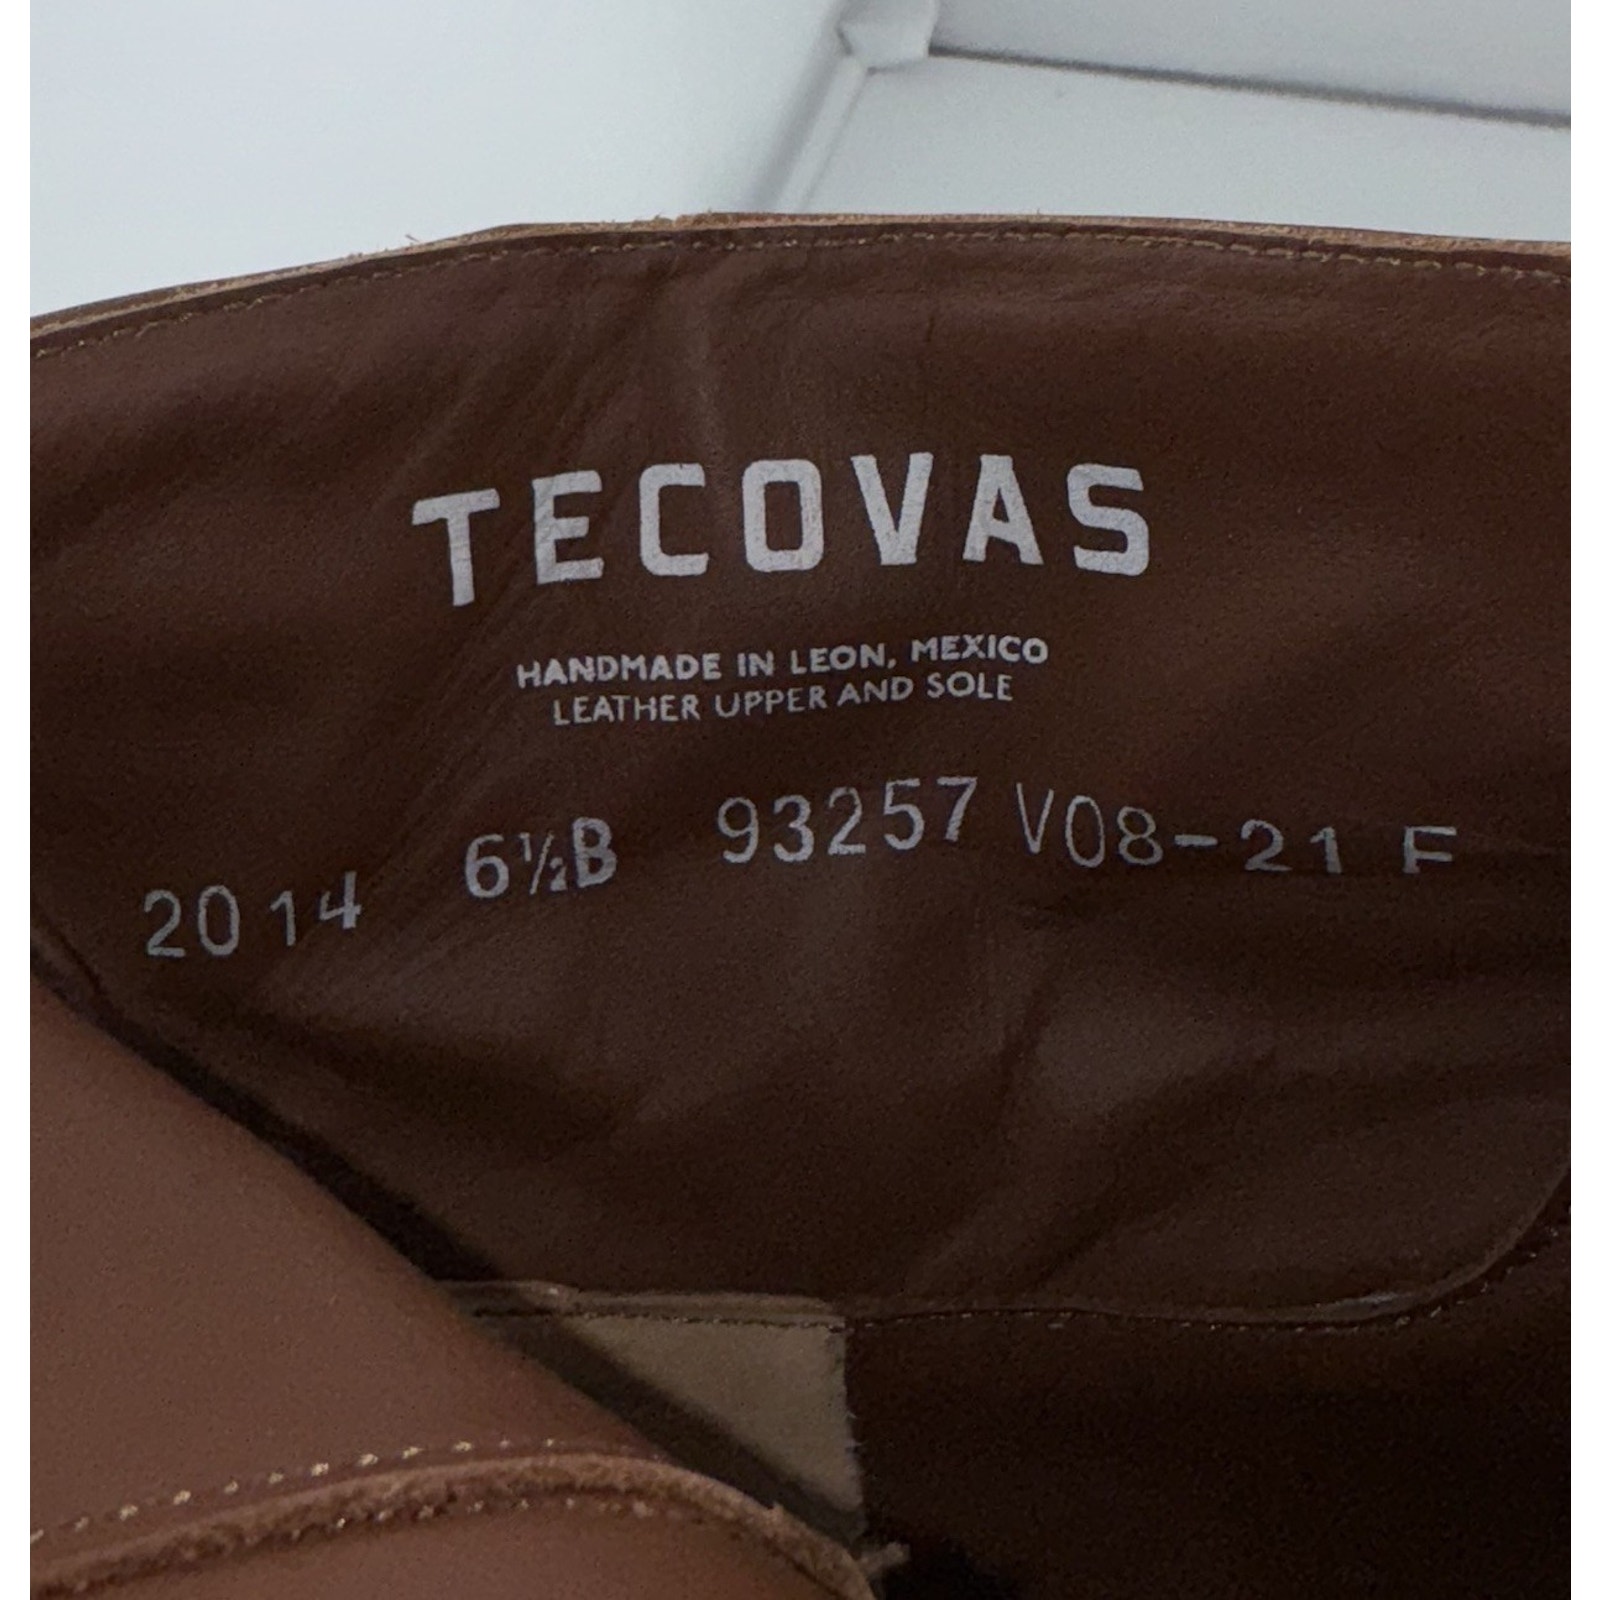 TECOVAS
HANDMADE IN LEON, MEXICO
LEATHER UPPER AND SOLE
2014 6½B 93257 V08-21 F